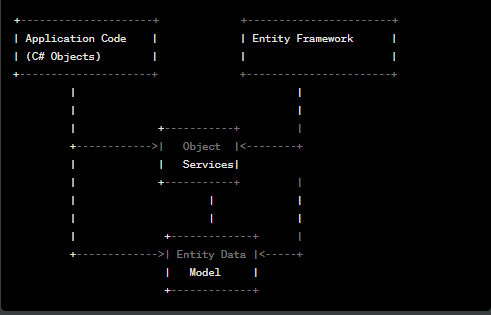 Application Code Entity Framework
(C# Objects)
Object
Services
Entity Data
Model